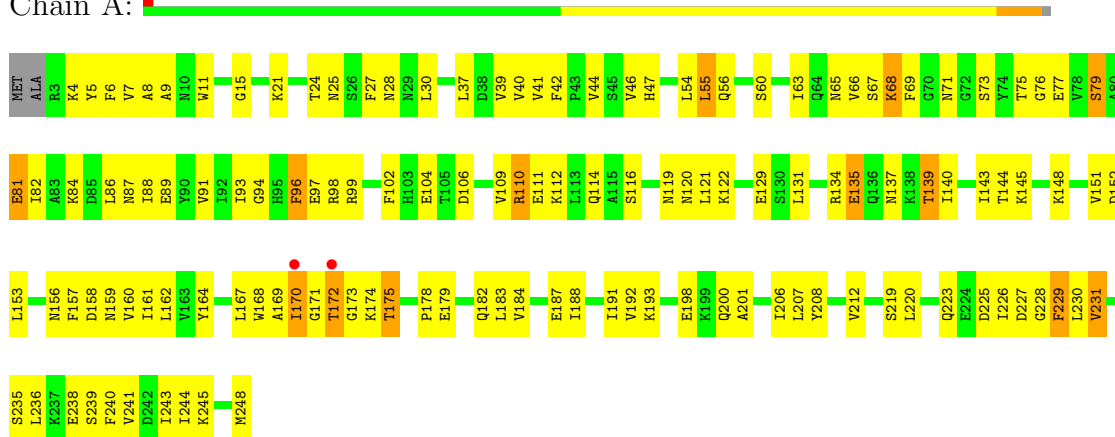 Chain A:
MET ALA R3 K4 Y5 F6 V7 A8 A9 N10 W11 G15 K21 T24 N25 S26 F27 N28 N29 L30 L37 D38 V39 V40 V41 F42 P43 V44 S45 V46 H47 L54 L55 Q56 S60 I63 Q64 N65 V66 S67 K68 F69 G70 N71 G72 S73 Y74 T75 G76 E77 V78 S79 A80
E81 I82 A83 K84 D85 L86 N87 I88 E89 Y90 V91 I92 I93 G94 H95 F96 E97 R98 R99 F102 H103 E104 T105 D106 V109 R110 E111 K112 L113 Q114 A115 S116 N119 N120 L121 K122 E129 S130 L131 R134 E135 Q136 N137 K138 T139 I140 I143 T144 K145 K148 V151 D152
L153 N156 F157 D158 N159 V160 I161 L162 V163 Y164 L167 W168 A169 I170 G171 T172 G173 K174 T175 P178 E179 Q182 L183 V184 E187 I188 I191 V192 K193 E198 K199 Q200 A201 I206 L207 Y208 V212 S219 L220 Q223 E224 D225 I226 D227 G228 F229 L230 V231
S235 L236 K237 E238 S239 F240 V241 D242 I243 I244 K245 M248